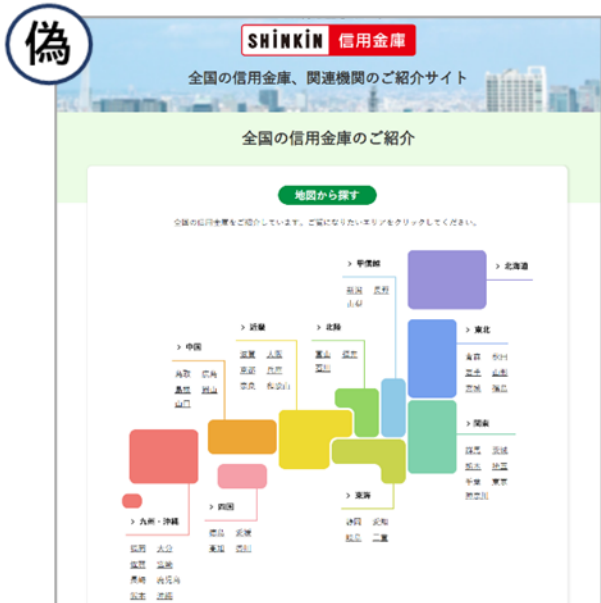 偽
SHINKIN 信用金庫
全国の信用金庫、関連機関のご紹介サイト
全国の信用金庫のご紹介
地図から探す
全国の信用金庫をご紹介しています。ご覧になりたいエリアをクリックしてください。
> 甲信越
新潟 長野
山梨
> 北海道
> 近畿
滋賀 大阪
京都 兵庫
奈良 和歌山
> 北陸
富山 福井
石川
> 東北
青森 秋田
岩手 山形
宮城 福島
> 中国
鳥取 広島
島根 岡山
山口
> 関東
群馬 茨城
栃木 埼玉
千葉 東京
神奈川
> 四国
徳島 愛媛
高知 香川
> 東海
静岡 愛知
岐阜 三重
> 九州・沖縄
福岡 大分
佐賀 宮崎
長崎 鹿児島
熊本 沖縄